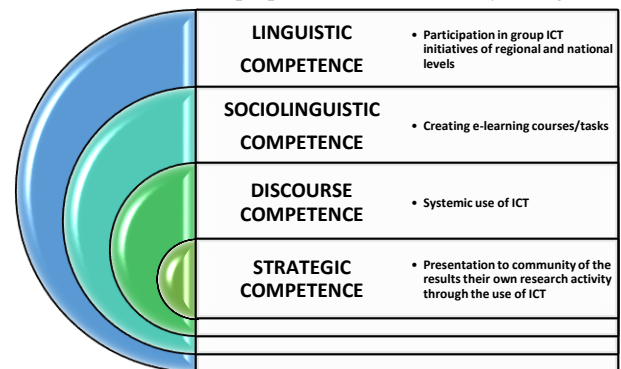 LINGUISTIC
COMPETENCE
• Participation in group ICT
initiatives of regional and national
levels
SOCIOLINGUISTIC
COMPETENCE
• Creating e-learning courses/tasks
DISCOURSE
COMPETENCE
• Systemic use of ICT
STRATEGIC
COMPETENCE
• Presentation to community of the
results their own research activity
through the use of ICT